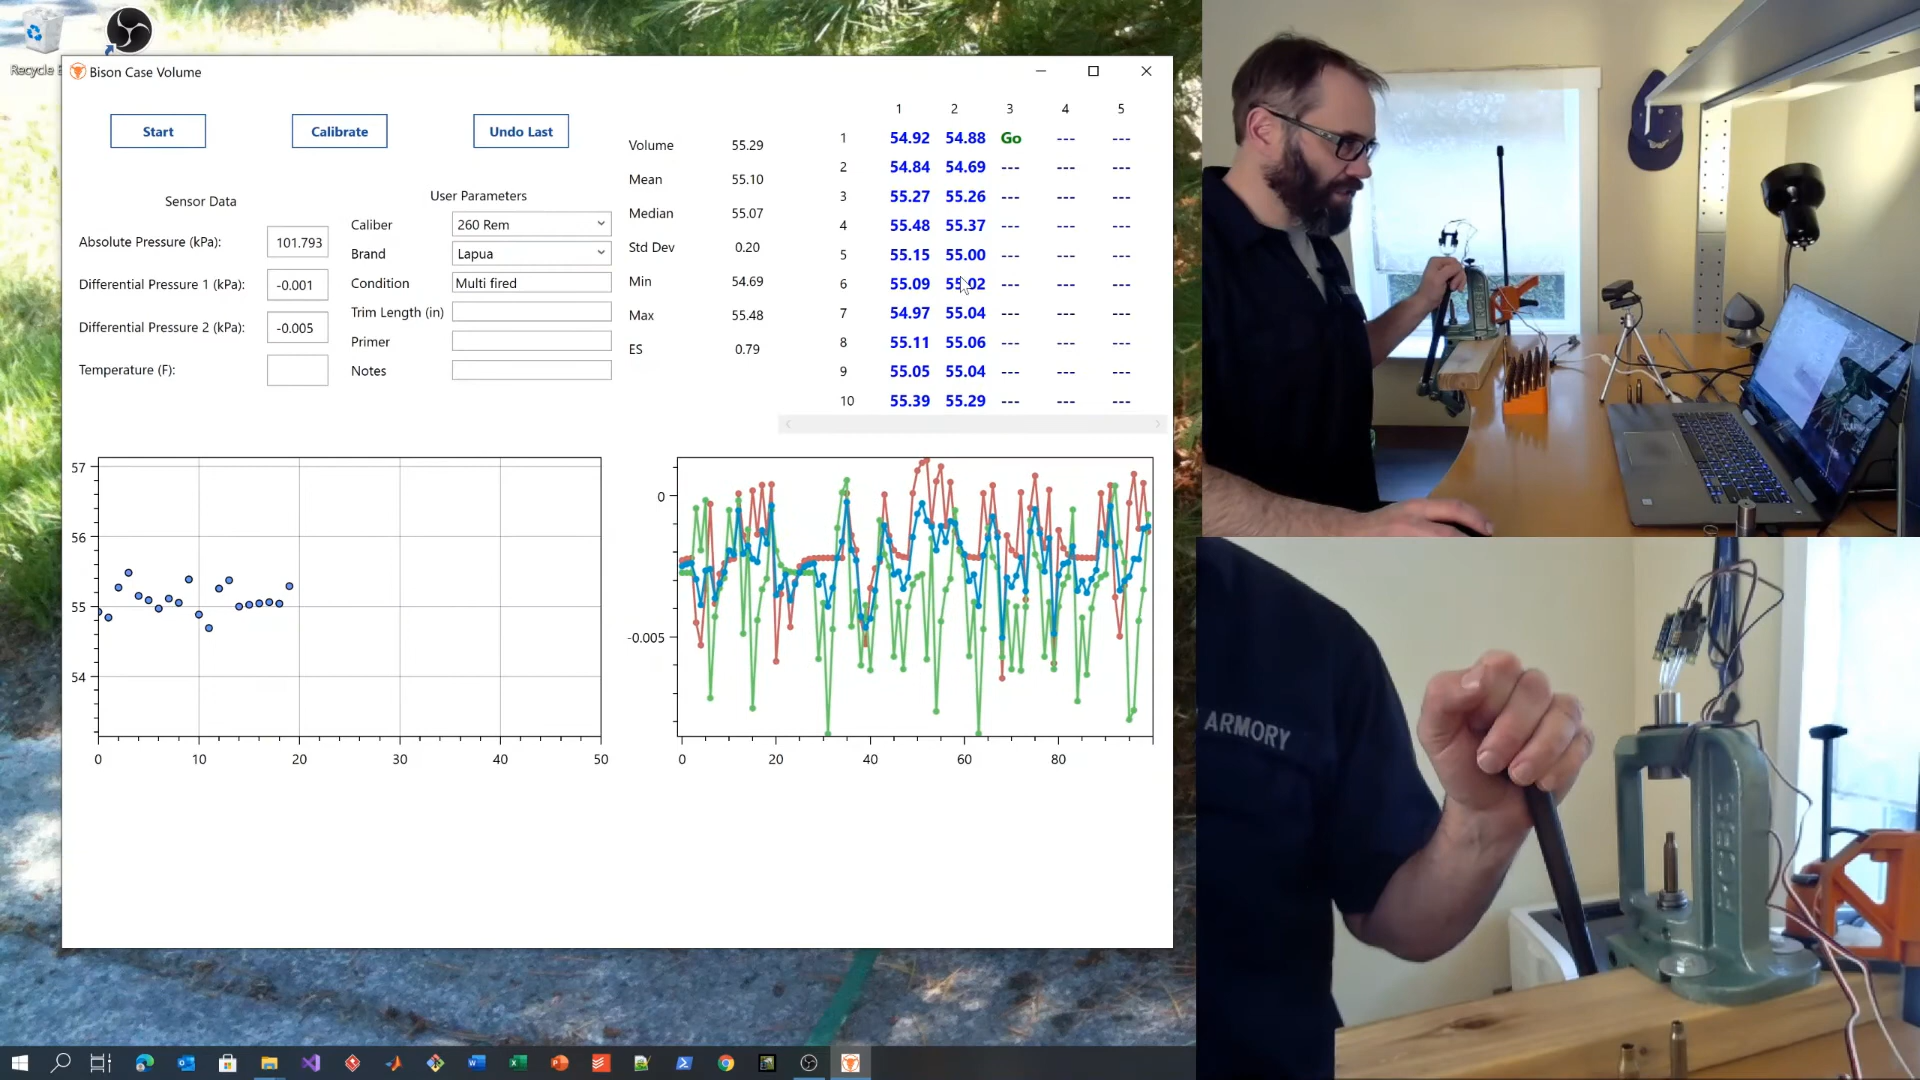 Recycle
Bison Case Volume
Start
Calibrate
Undo Last
Sensor Data
Absolute Pressure (kPa): 101.793
Differential Pressure 1 (kPa): -0.001
Differential Pressure 2 (kPa): -0.005
Temperature (F):
User Parameters
Caliber 260 Rem
Brand Lapua
Condition Multi fired
Trim Length (in)
Primer
Notes
Volume 55.29
Mean 55.10
Median 55.07
Std Dev 0.20
Min 54.69
Max 55.48
ES 0.79
1 2 3 4 5
1 54.92 54.88 Go --- ---
2 54.84 54.69 --- --- ---
3 55.27 55.26 --- --- ---
4 55.48 55.37 --- --- ---
5 55.15 55.00 --- --- ---
6 55.09 55.02 --- --- ---
7 54.97 55.04 --- --- ---
8 55.11 55.06 --- --- ---
9 55.05 55.04 --- --- ---
10 55.39 55.29 --- --- ---
57
56
55
54
0 10 20 30 40 50
0
-0.005
0 20 40 60 80
ARMORY